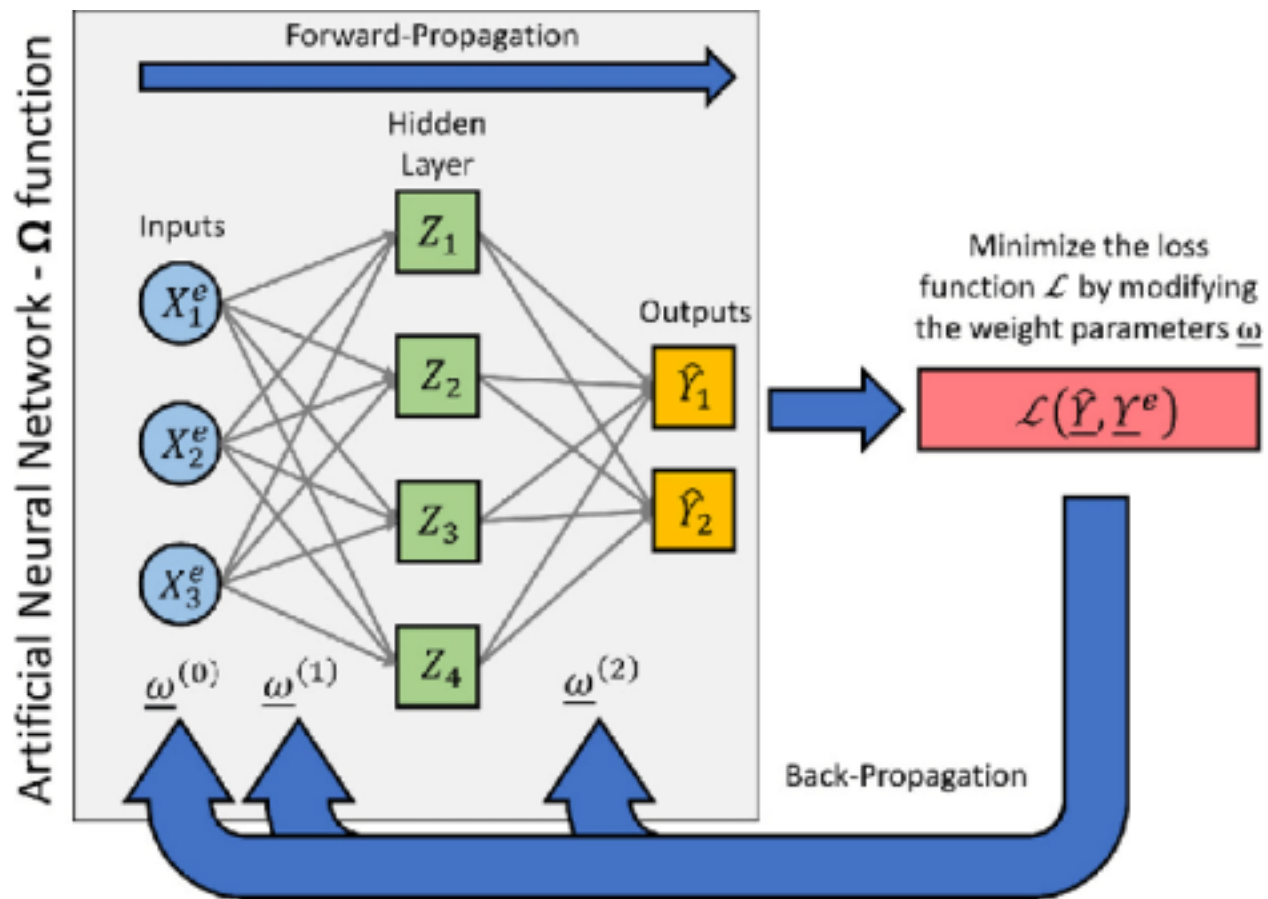 Artificial Neural Network - Ω function
Forward-Propagation
Hidden
Layer
Inputs
Z₁
X₁ᵉ
Minimize the loss
function ℒ by modifying
the weight parameters ω̲
Outputs
Z₂
Ŷ₁
ℒ(Ŷ̲, Y̲ᵉ)
X₂ᵉ
Z₃
Ŷ₂
X₃ᵉ
Z₄
ω̲⁽⁰⁾ ω̲⁽¹⁾ ω̲⁽²⁾
Back-Propagation